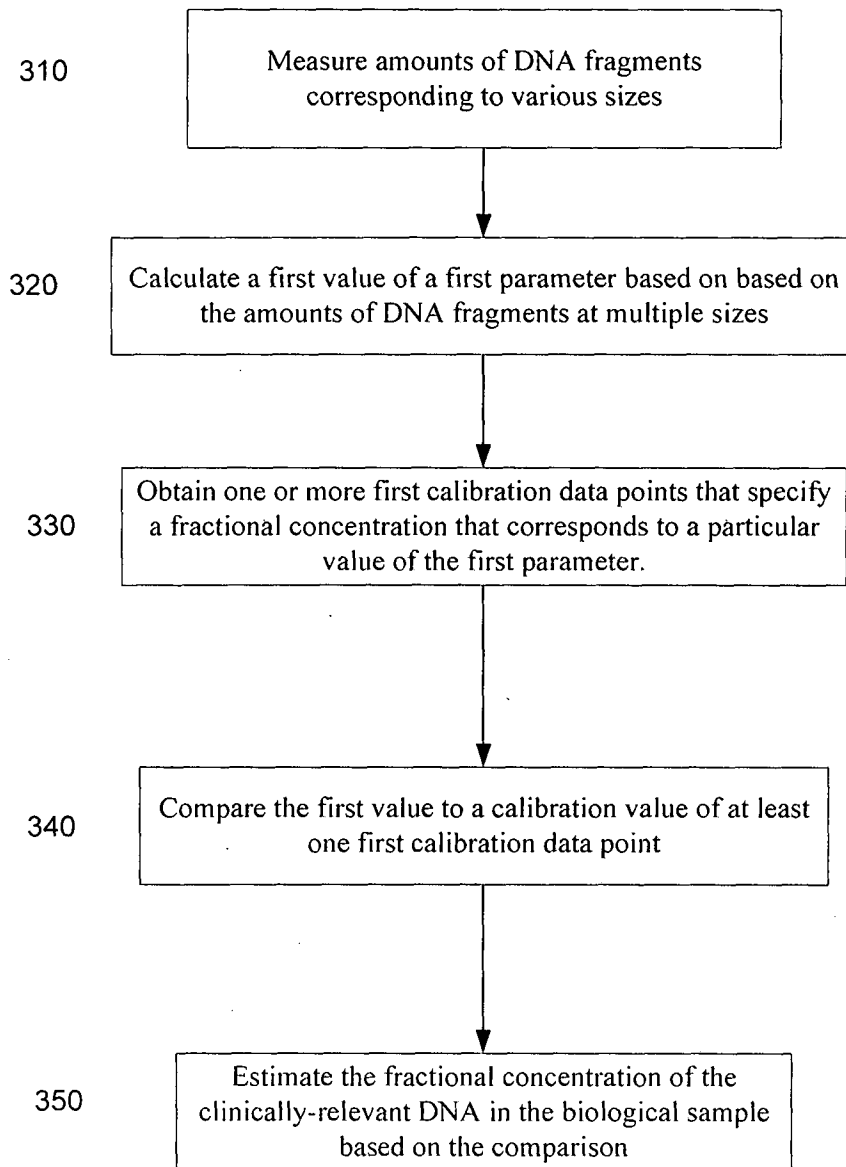 310
Measure amounts of DNA fragments
corresponding to various sizes
320
Calculate a first value of a first parameter based on based on
the amounts of DNA fragments at multiple sizes
330
Obtain one or more first calibration data points that specify
a fractional concentration that corresponds to a particular
value of the first parameter.
340
Compare the first value to a calibration value of at least
one first calibration data point
350
Estimate the fractional concentration of the
clinically-relevant DNA in the biological sample
based on the comparison